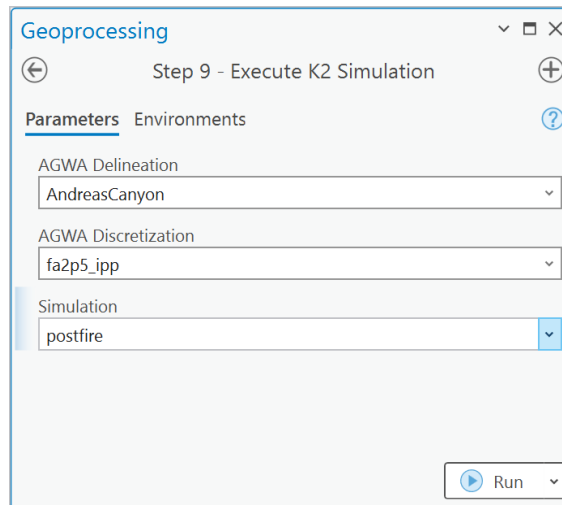 Geoprocessing
Step 9 - Execute K2 Simulation
Parameters Environments
AGWA Delineation
AndreasCanyon
AGWA Discretization
fa2p5_ipp
Simulation
postfire
Run